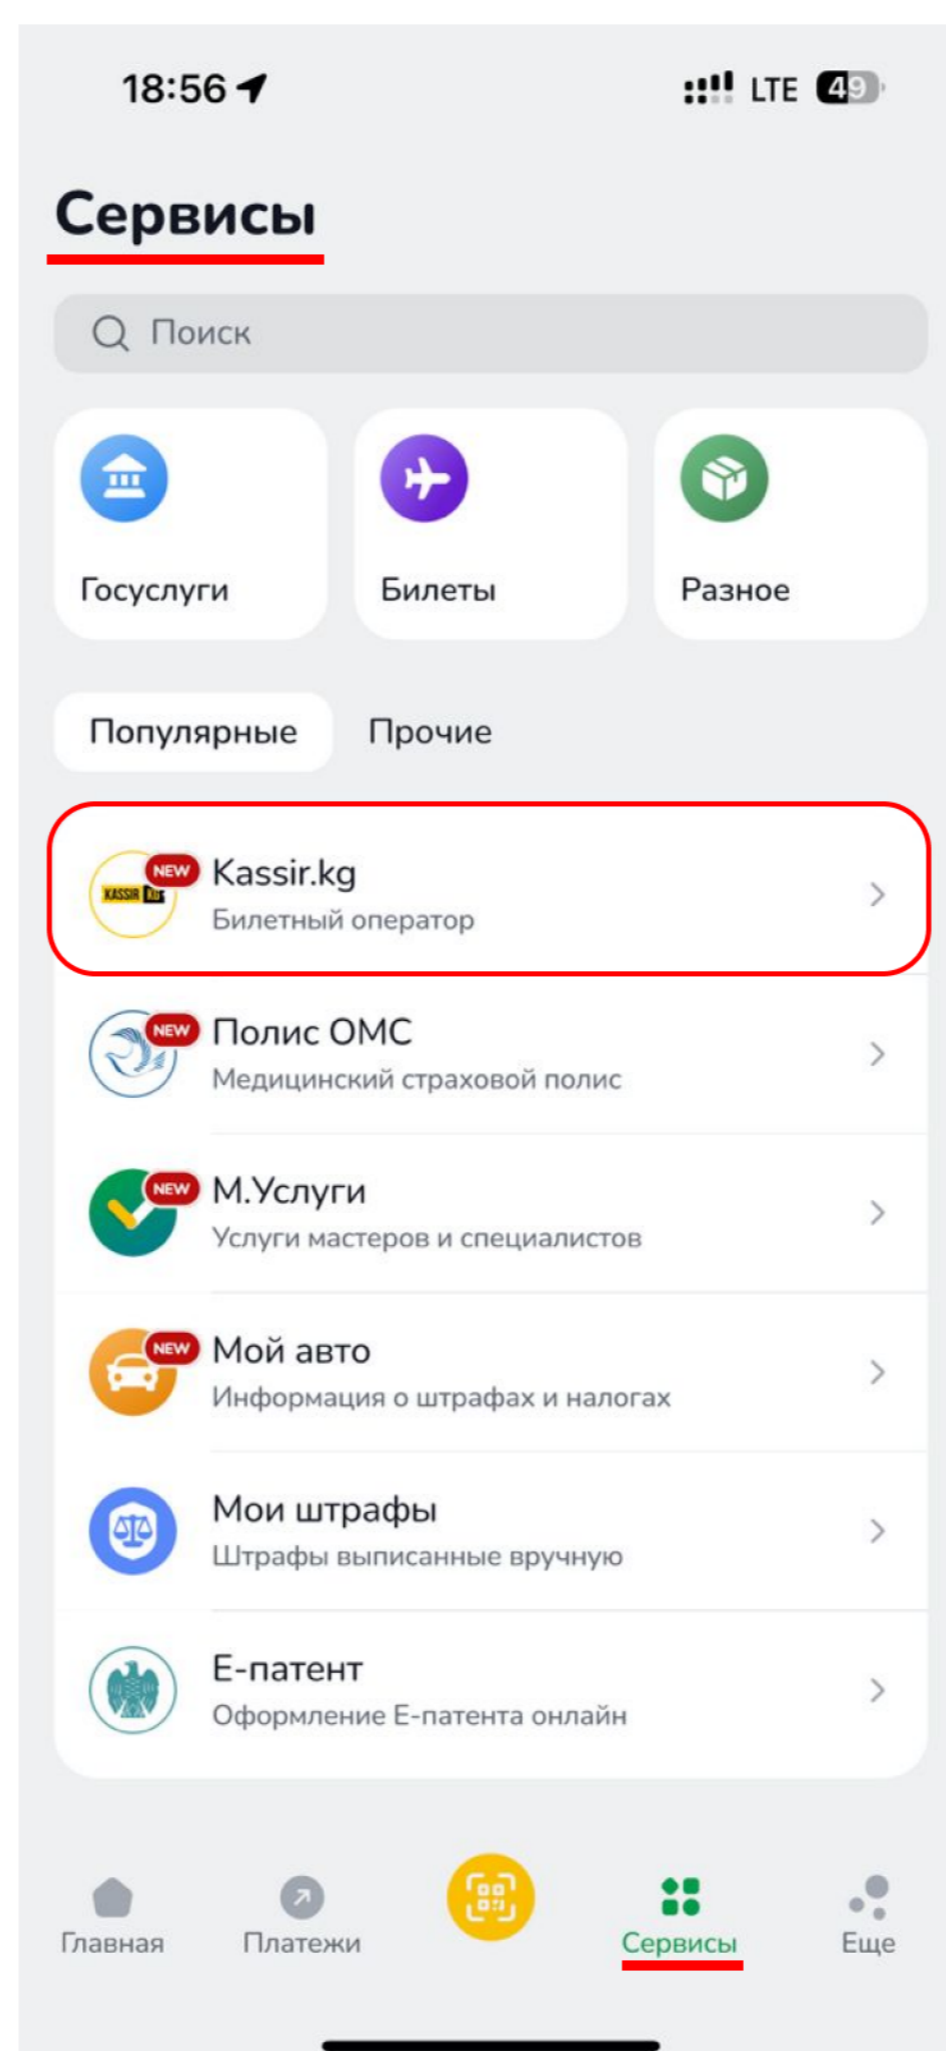 18:56 LTE 49
Сервисы
Поиск
Госуслуги Билеты Разное
Популярные Прочие
NEW
Kassir.kg
KASSIR KG
Билетный оператор
NEW
Полис ОМС
Медицинский страховой полис
NEW
М.Услуги
Услуги мастеров и специалистов
NEW
Мой авто
Информация о штрафах и налогах
Мои штрафы
Штрафы выписанные вручную
Е-патент
Оформление Е-патента онлайн
Главная Платежи Сервисы Еще